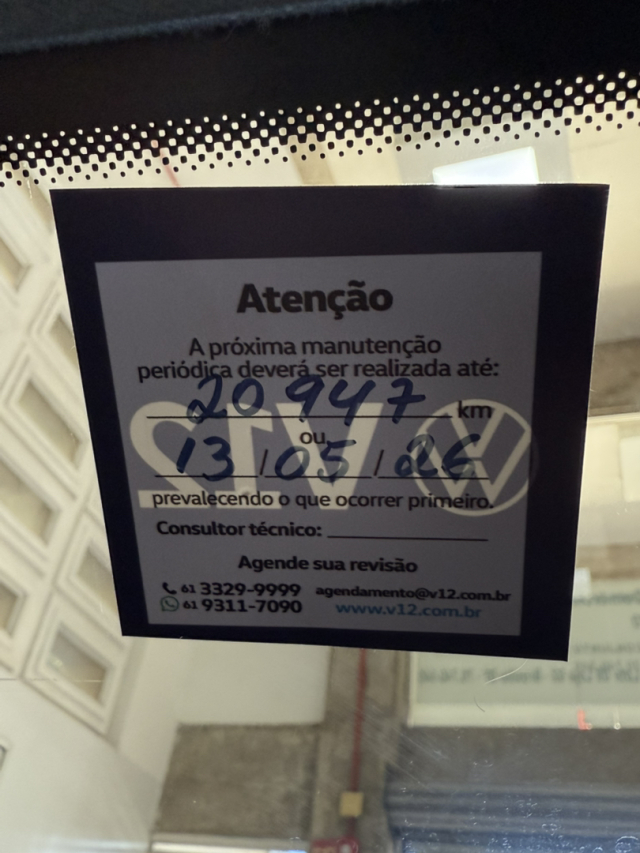 Atenção
A próxima manutenção
periódica deverá ser realizada até:
20947 km
ou
13/05/26
prevalecendo o que ocorrer primeiro.
Consultor técnico:
Agende sua revisão
61 3329-9999 agendamento@v12.com.br
61 9311-7090 www.v12.com.br
V12